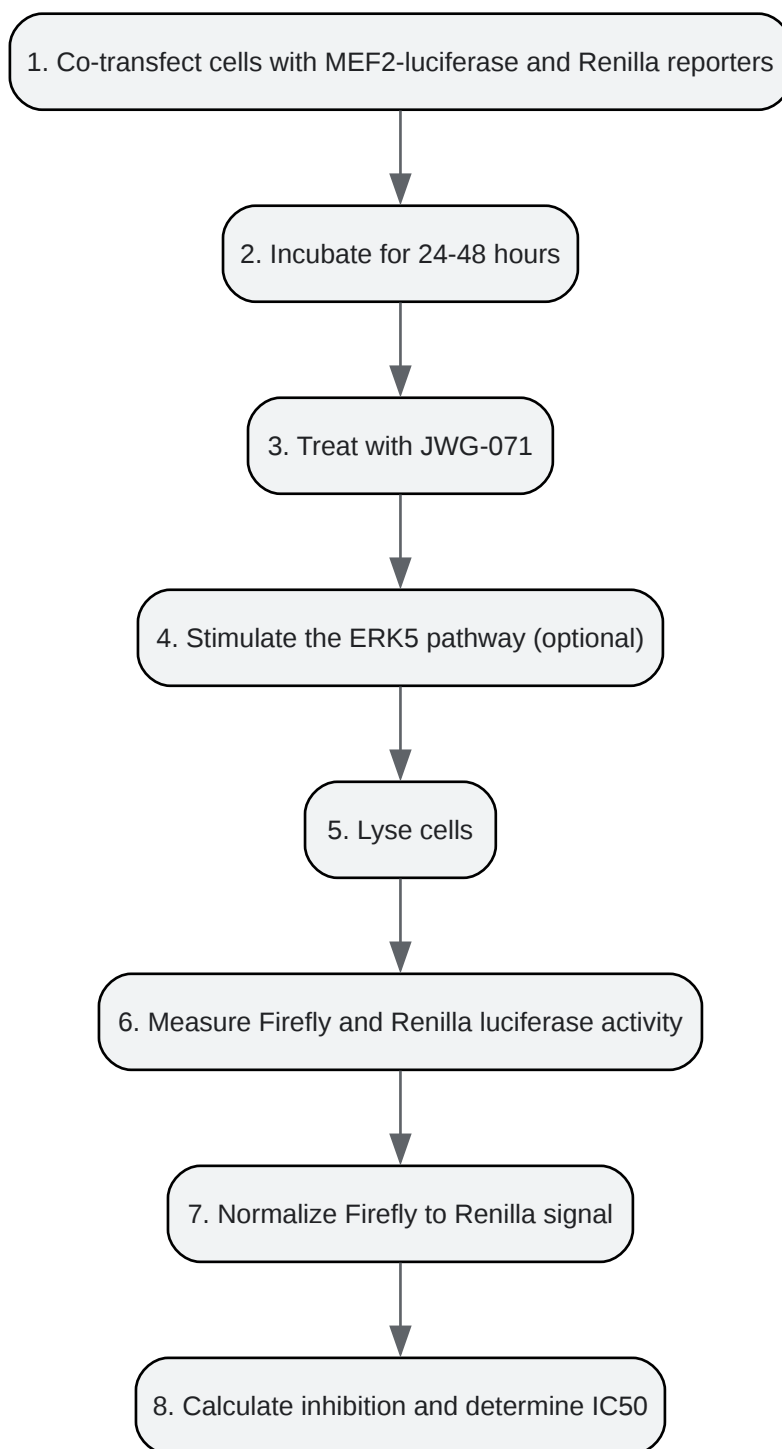 1. Co-transfect cells with MEF2-luciferase and Renilla reporters
2. Incubate for 24-48 hours
3. Treat with JWG-071
4. Stimulate the ERK5 pathway (optional)
5. Lyse cells
6. Measure Firefly and Renilla luciferase activity
7. Normalize Firefly to Renilla signal
8. Calculate inhibition and determine IC50